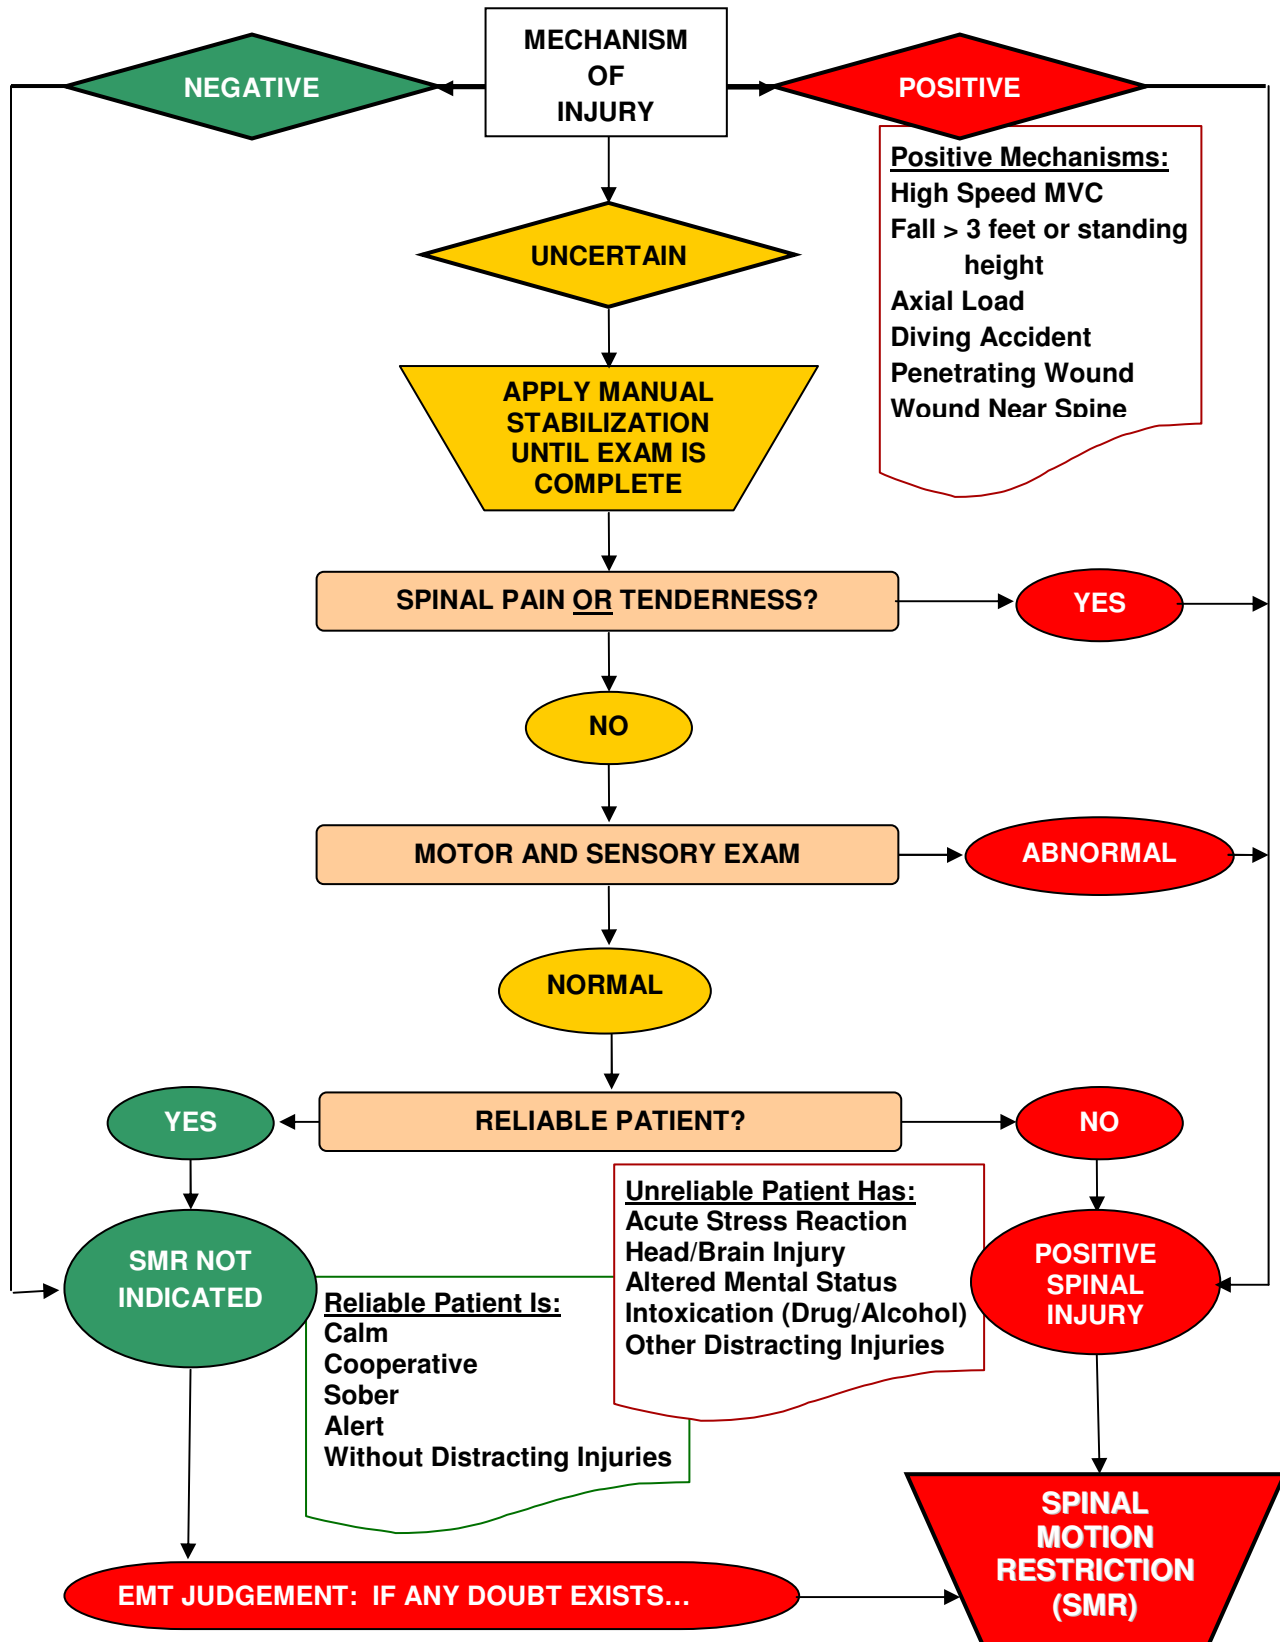 MECHANISM
OF
INJURY
NEGATIVE
POSITIVE
Positive Mechanisms:
High Speed MVC
Fall > 3 feet or standing
height
Axial Load
Diving Accident
Penetrating Wound
Wound Near Spine
UNCERTAIN
APPLY MANUAL
STABILIZATION
UNTIL EXAM IS
COMPLETE
SPINAL PAIN OR TENDERNESS?
YES
NO
MOTOR AND SENSORY EXAM
ABNORMAL
NORMAL
YES
RELIABLE PATIENT?
NO
Unreliable Patient Has:
Acute Stress Reaction
Head/Brain Injury
Altered Mental Status
Intoxication (Drug/Alcohol)
Other Distracting Injuries
SMR NOT
INDICATED
POSITIVE
SPINAL
INJURY
Reliable Patient Is:
Calm
Cooperative
Sober
Alert
Without Distracting Injuries
SPINAL
MOTION
RESTRICTION
(SMR)
EMT JUDGEMENT:  IF ANY DOUBT EXISTS…